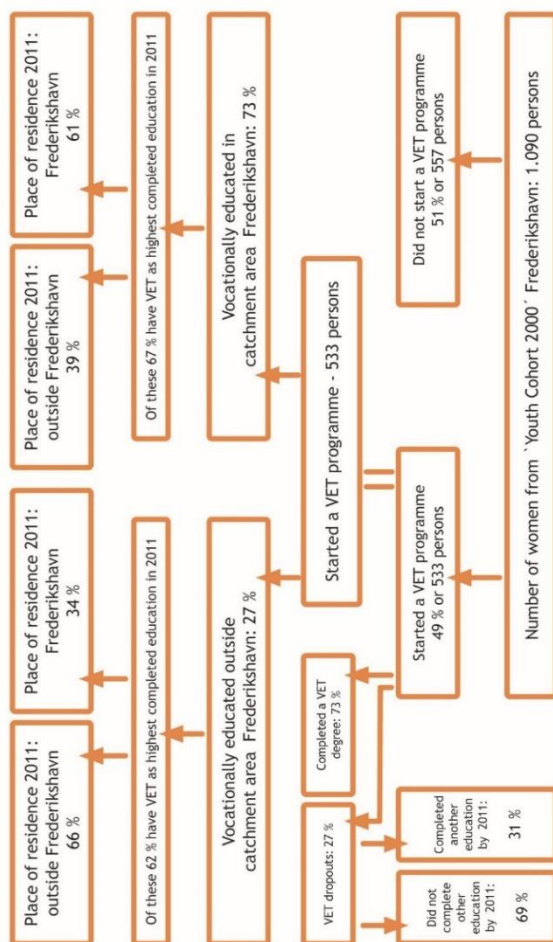 Number of women from `Youth Cohort 2000´ Frederikshavn: 1.090 persons
Started a VET programme
49 % or 533 persons
Did not start a VET programme
51 % or 557 persons
Completed a VET
degree: 73 %
VET dropouts: 27 %
Did not
complete
other
education
by 2011:
69 %
Completed
another
education
by 2011:
31 %
Started a VET programme - 533 persons
Vocationally educated outside
catchment area Frederikshavn: 27 %
Vocationally educated in
catchment area Frederikshavn: 73 %
Of these 62 % have VET as highest completed education in 2011
Of these 67 % have VET as highest completed education in 2011
Place of residence 2011:
outside Frederikshavn
66 %
Place of residence 2011:
Frederikshavn
34 %
Place of residence 2011:
outside Frederikshavn
39 %
Place of residence 2011:
Frederikshavn
61 %